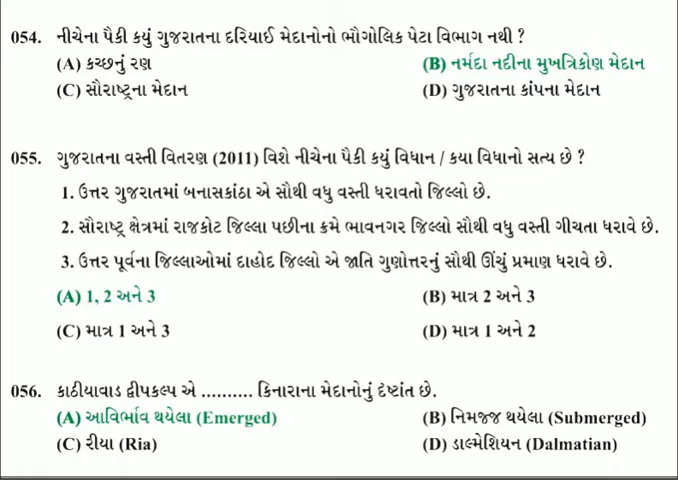 054. નીચેના પૈકી કયું ગુજરાતના દરિયાઈ મેદાનોનો ભૌગોલિક પેટા વિભાગ નથી ?
(A) કચ્છનું રણ (B) નર્મદા નદીના મુખત્રિકોણ મેદાન
(C) સૌરાષ્ટ્રના મેદાન (D) ગુજરાતના કાંપના મેદાન
055. ગુજરાતના વસ્તી વિતરણ (2011) વિશે નીચેના પૈકી કયું વિધાન / કયા વિધાનો સત્ય છે ?
1. ઉત્તર ગુજરાતમાં બનાસકાંઠા એ સૌથી વધુ વસ્તી ધરાવતો જિલ્લો છે.
2. સૌરાષ્ટ્ર ક્ષેત્રમાં રાજકોટ જિલ્લા પછીના ક્રમે ભાવનગર જિલ્લો સૌથી વધુ વસ્તી ગીચતા ધરાવે છે.
3. ઉત્તર પૂર્વના જિલ્લાઓમાં દાહોદ જિલ્લો એ જાતિ ગુણોત્તરનું સૌથી ઊંચું પ્રમાણ ધરાવે છે.
(A) 1, 2 અને 3 (B) માત્ર 2 અને 3
(C) માત્ર 1 અને 3 (D) માત્ર 1 અને 2
056. કાઠીયાવાડ દ્વીપકલ્પ એ .......... કિનારાના મેદાનોનું દૃષ્ટાંત છે.
(A) આવિર્ભાવ થયેલા (Emerged) (B) નિમજ્જ થયેલા (Submerged)
(C) રીયા (Ria) (D) ડાલ્મેશિયન (Dalmatian)